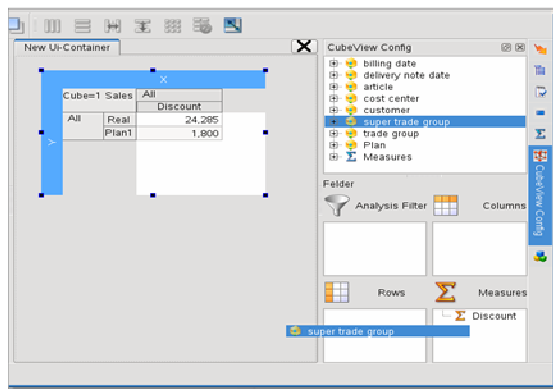 New Ui-Container
X
Cube=1 Sales All
Discount
All Real 24,285
Plan1 1,800
Y
CubeView Config
billing date
delivery note date
article
cost center
customer
super trade group
trade group
Plan
Measures
Felder
Analysis Filter
Columns
Rows
Measures
Discount
super trade group
CubeView Config